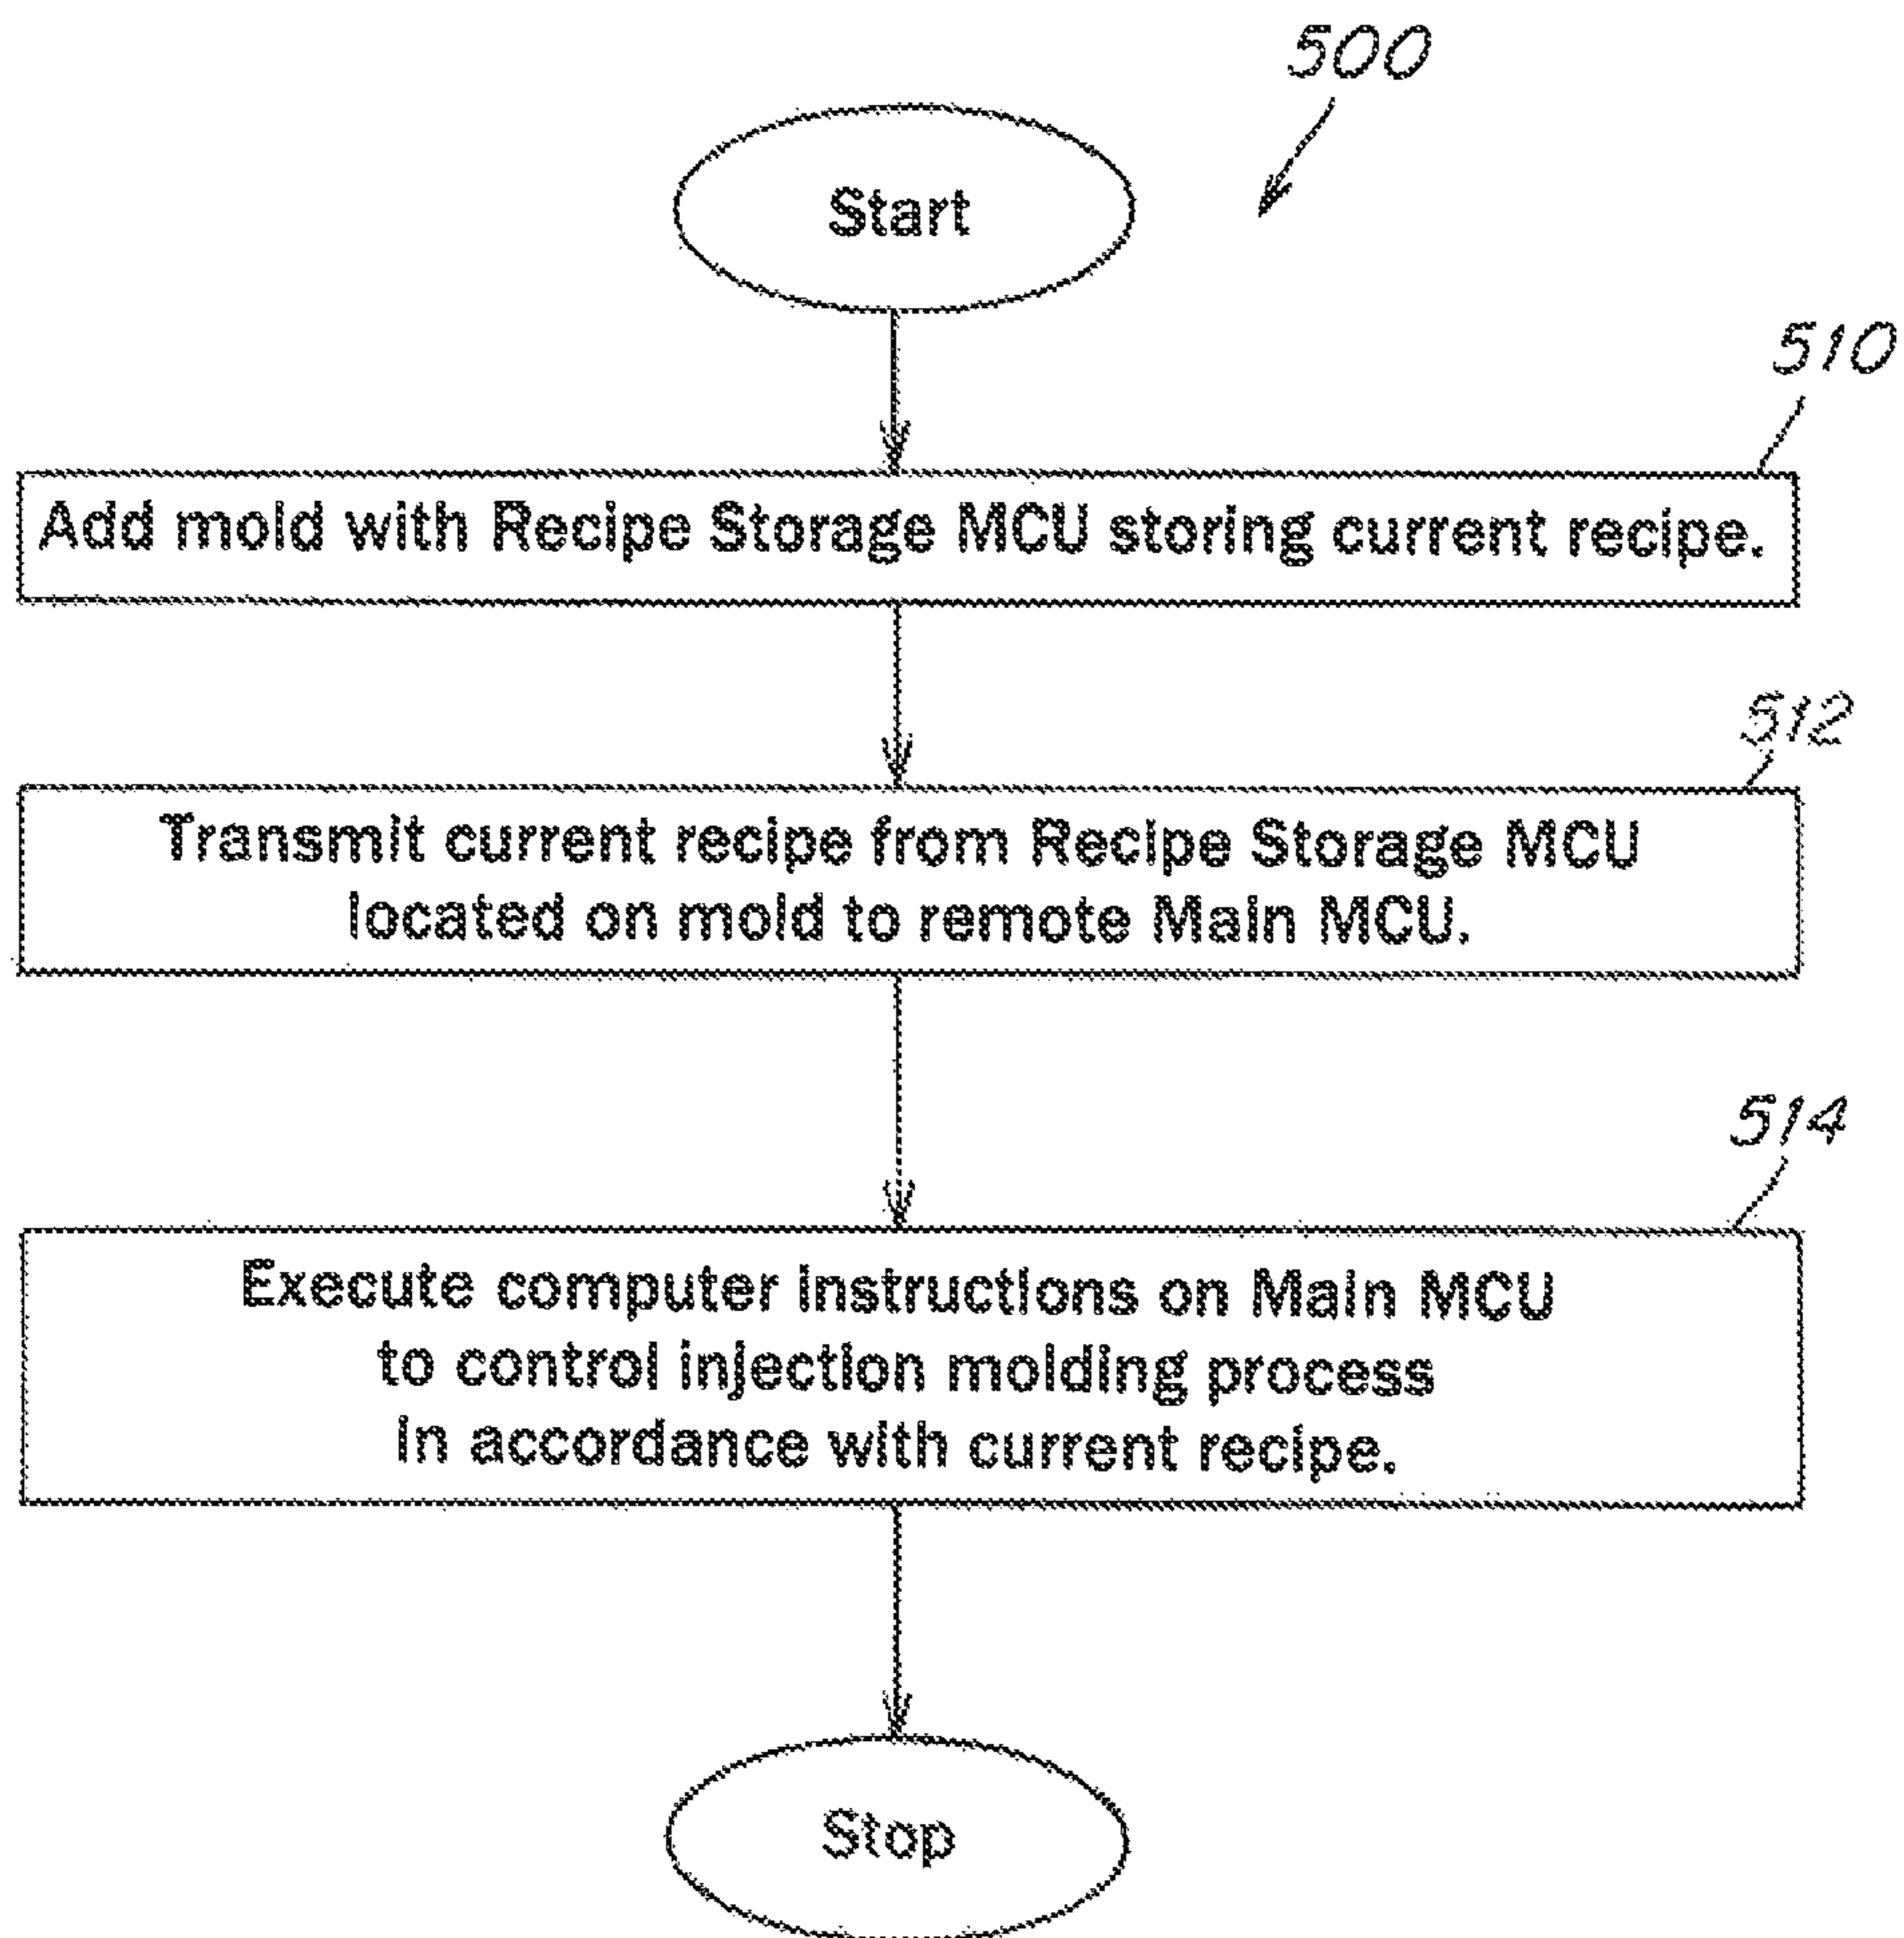 500
Start
510
Add mold with Recipe Storage MCU storing current recipe.
512
Transmit current recipe from Recipe Storage MCU
located on mold to remote Main MCU.
514
Execute computer instructions on Main MCU
to control injection molding process
in accordance with current recipe.
Stop